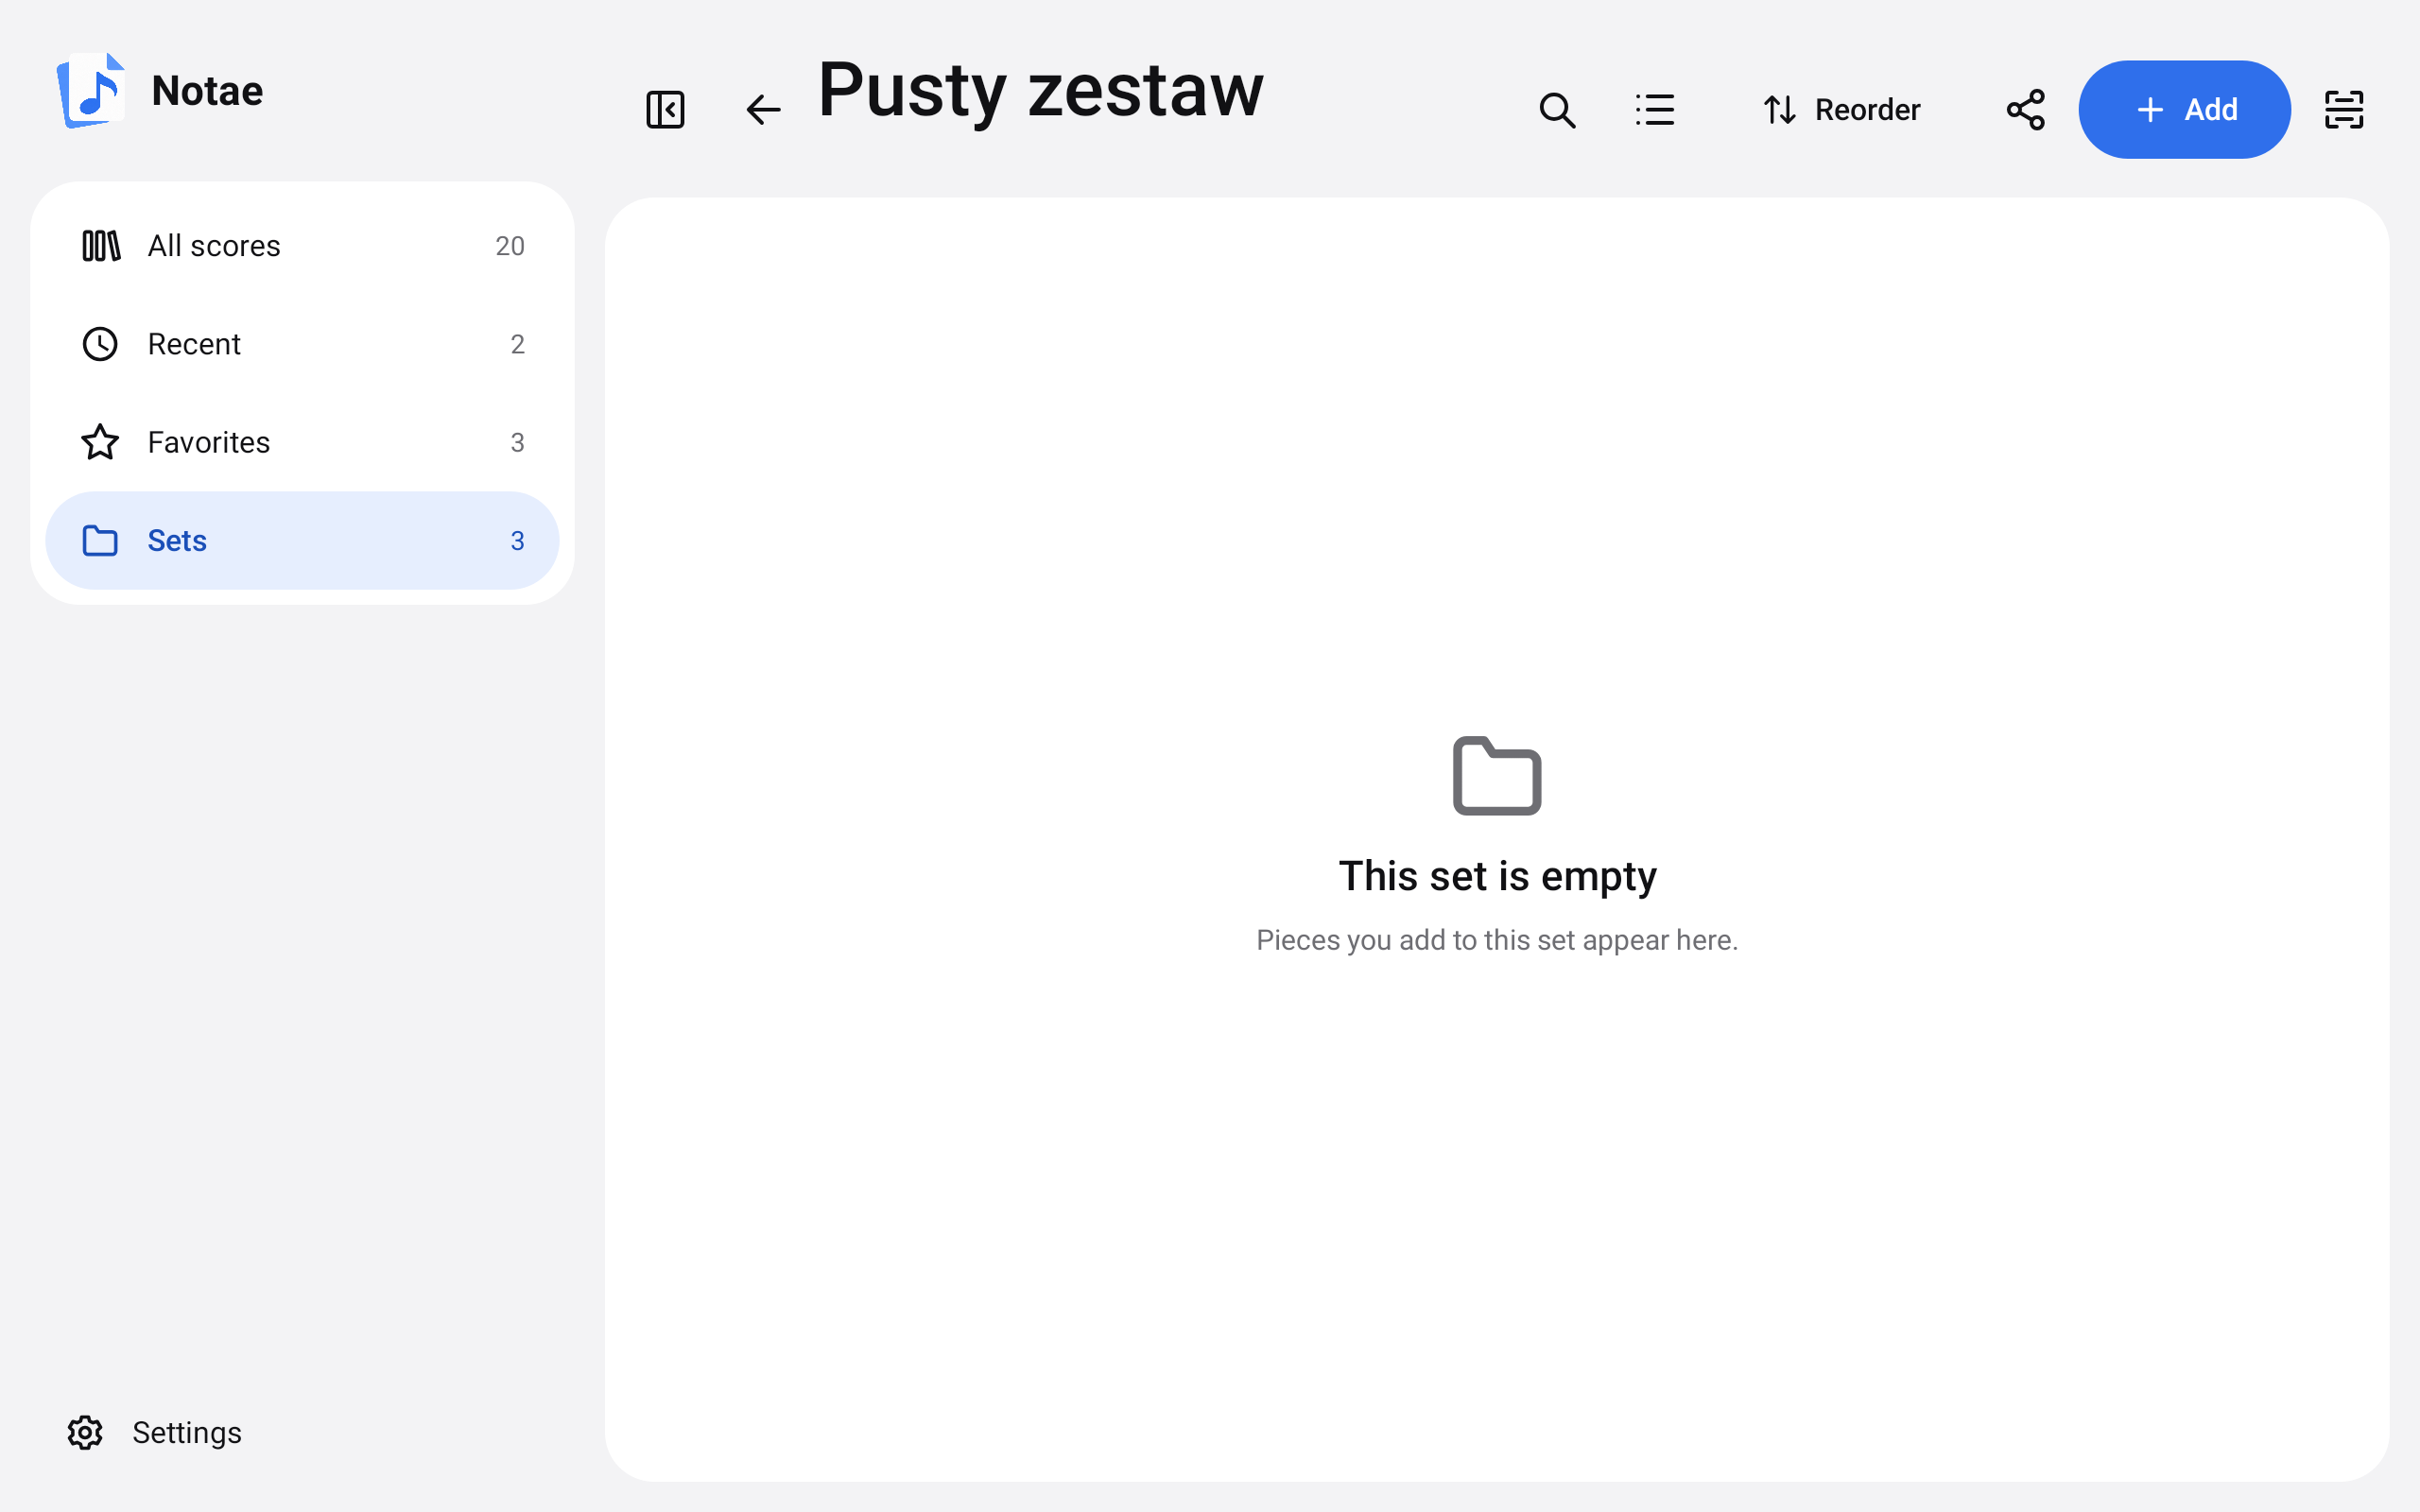 Notae
Pusty zestaw
Reorder
Add
All scores 20
Recent 2
Favorites 3
Sets 3
This set is empty
Pieces you add to this set appear here.
Settings